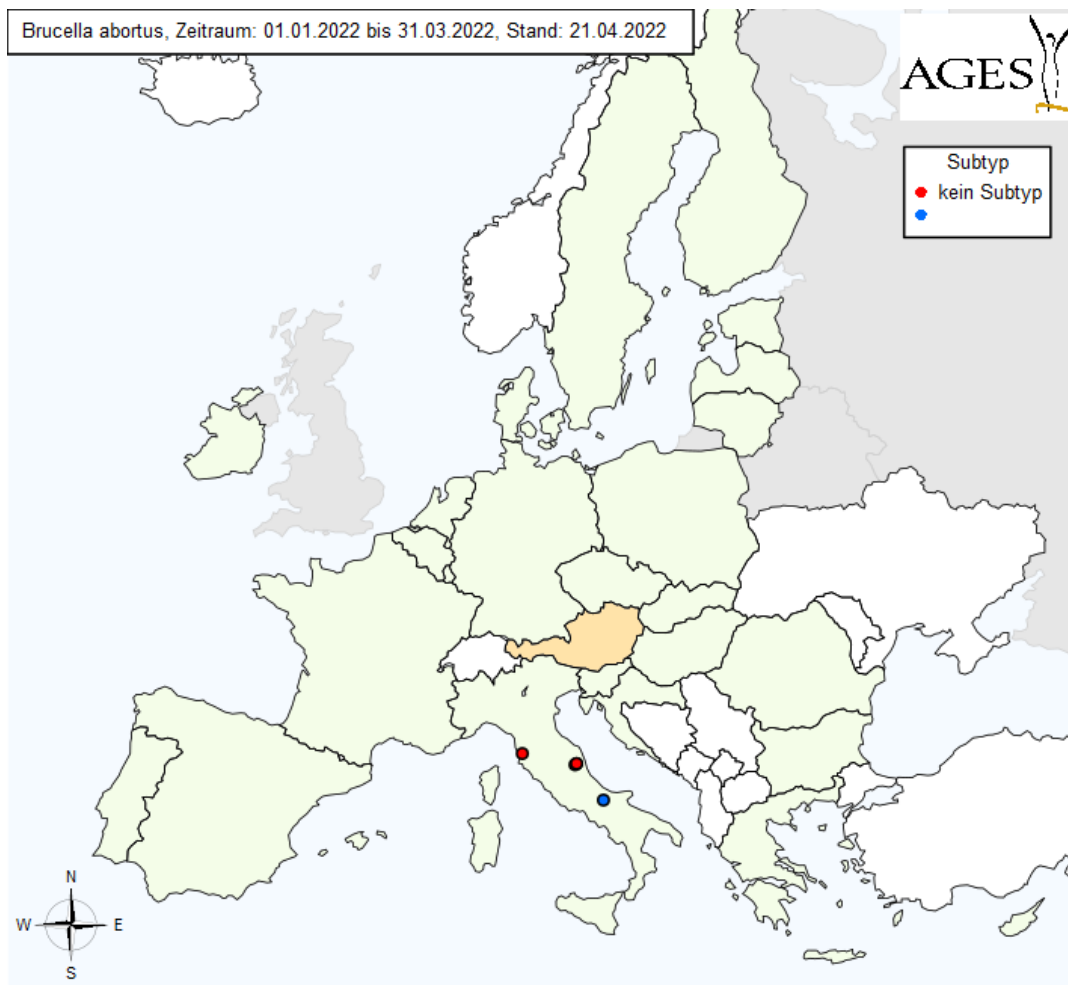 Brucella abortus, Zeitraum: 01.01.2022 bis 31.03.2022, Stand: 21.04.2022
AGES
Subtyp
kein Subtyp
N
W E
S